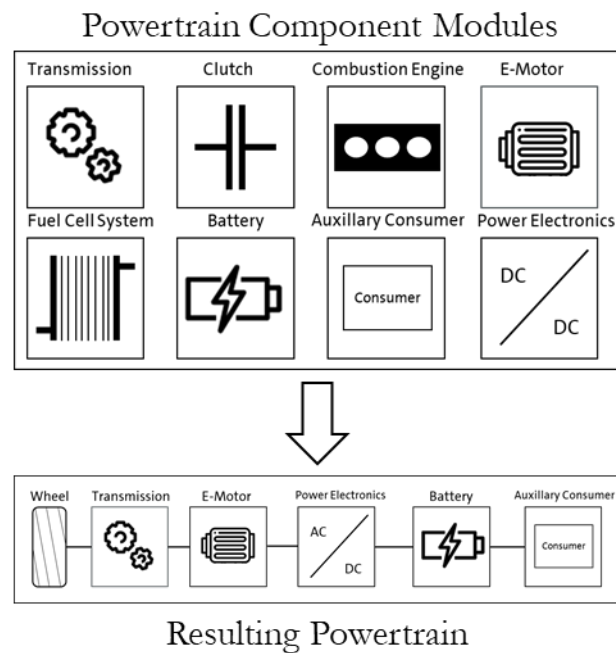 Powertrain Component Modules
Transmission Clutch Combustion Engine E-Motor
Fuel Cell System Battery Auxillary Consumer Power Electronics
Consumer
DC
DC
Wheel Transmission E-Motor Power Electronics Battery Auxillary Consumer
AC
DC
Consumer
Resulting Powertrain